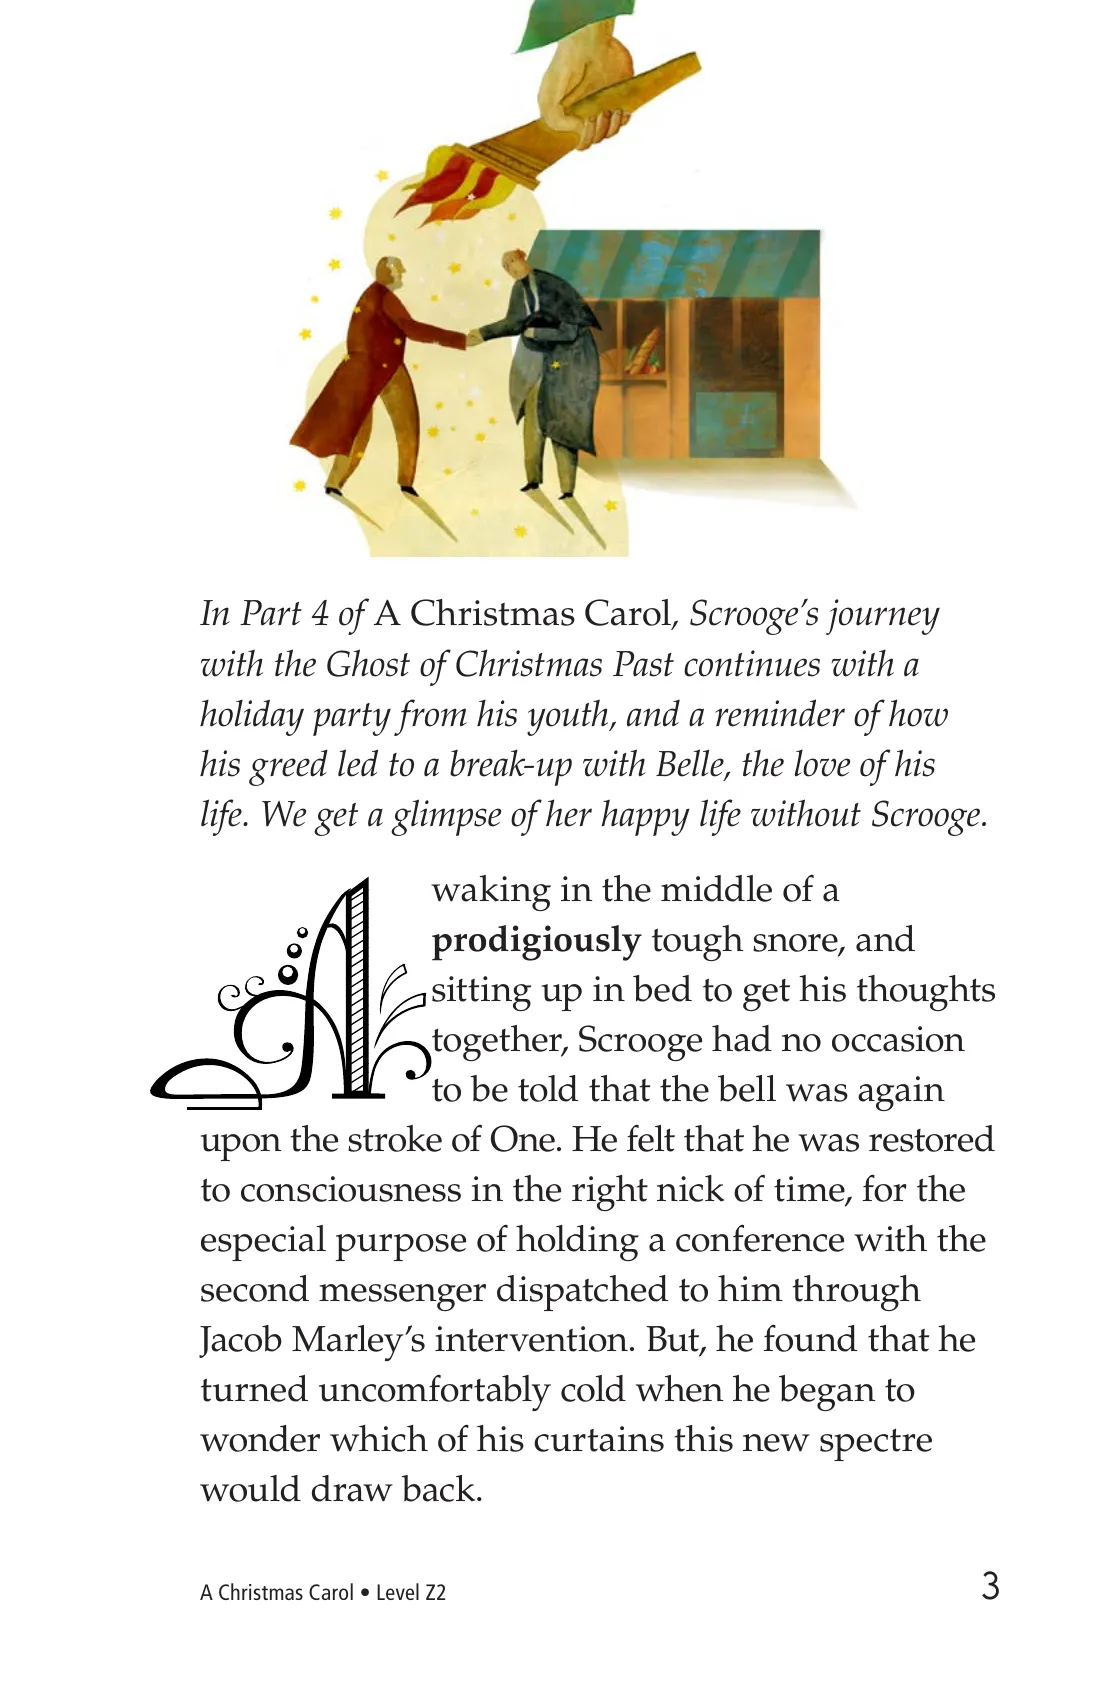 In Part 4 of A Christmas Carol, Scrooge’s journey
with the Ghost of Christmas Past continues with a
holiday party from his youth, and a reminder of how
his greed led to a break-up with Belle, the love of his
life. We get a glimpse of her happy life without Scrooge.
Awaking in the middle of a
prodigiously tough snore, and
sitting up in bed to get his thoughts
together, Scrooge had no occasion
to be told that the bell was again
upon the stroke of One. He felt that he was restored
to consciousness in the right nick of time, for the
especial purpose of holding a conference with the
second messenger dispatched to him through
Jacob Marley’s intervention. But, he found that he
turned uncomfortably cold when he began to
wonder which of his curtains this new spectre
would draw back.
A Christmas Carol • Level Z2
3